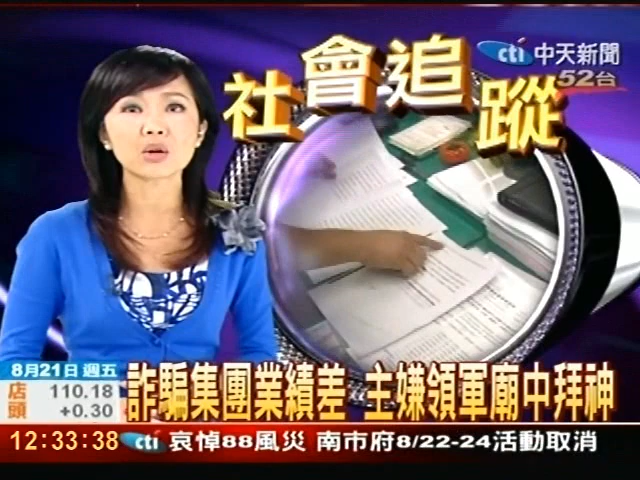 cti 中天新聞
52台
社會追蹤
8月21日 週五
店頭 110.18 +0.30
詐騙集團業績差 主嫌領軍廟中拜神
12:33:38 cti 哀悼88風災 南市府8/22-24活動取消